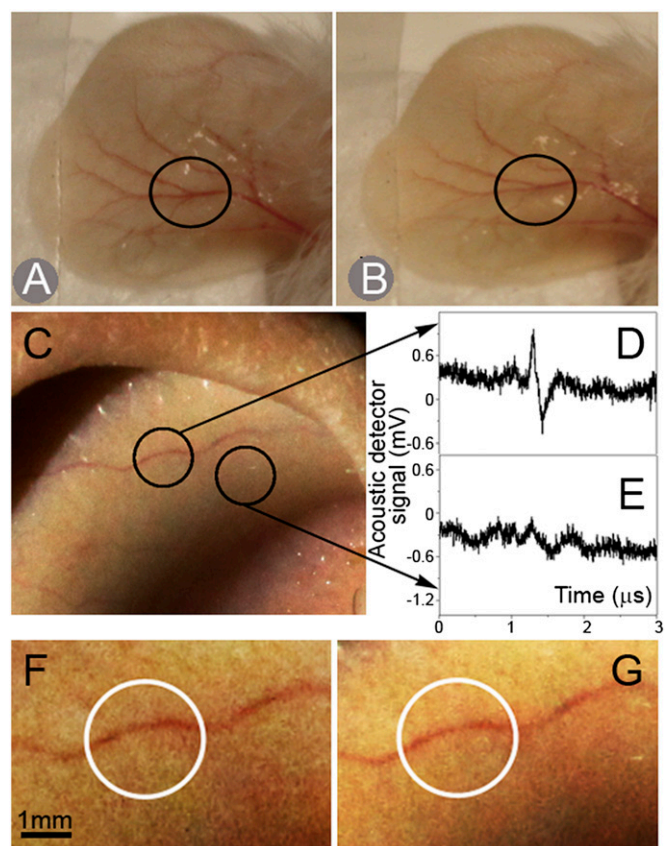 A
B
C
Acoustic detector
signal (mV)
D
0.6
0
-0.6
E
0.6
0
-0.6
-1.2
Time (μs)
0 1 2 3
F
1mm
G